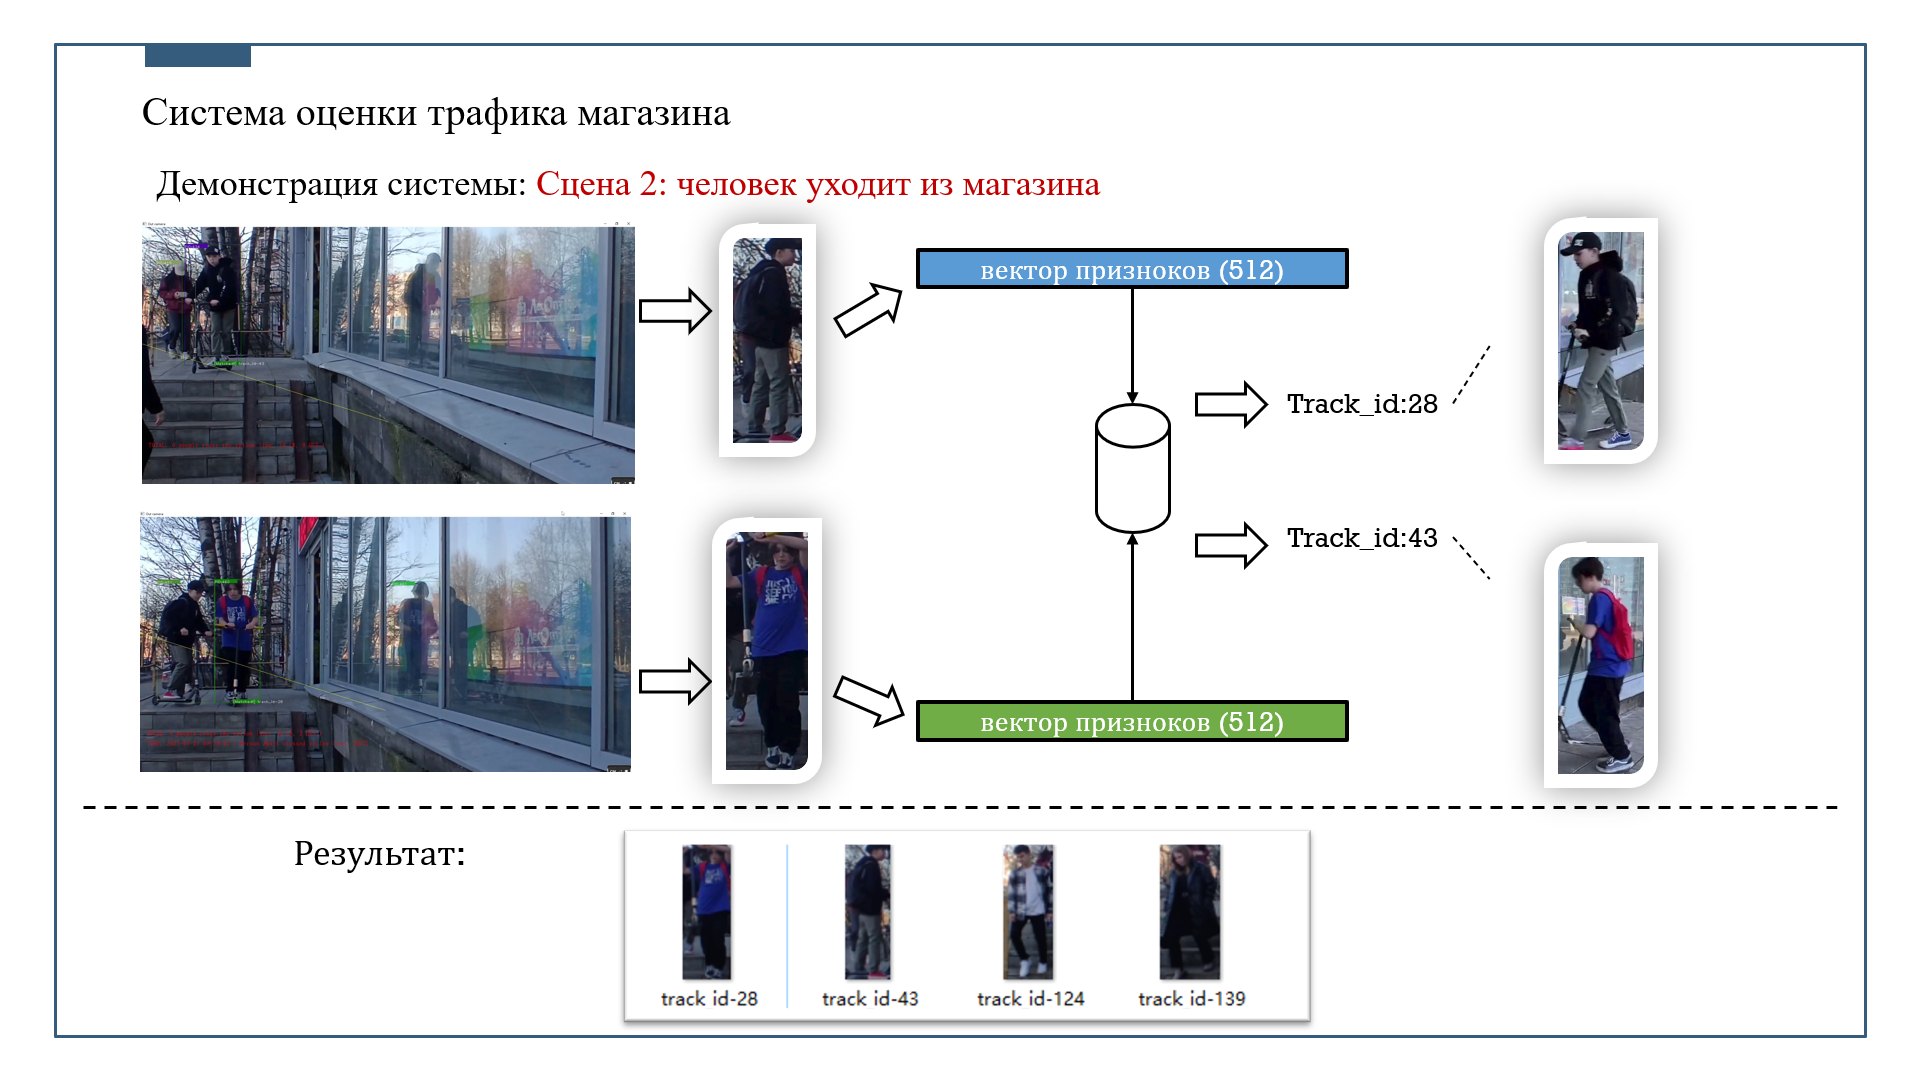 Система оценки трафика магазина
Демонстрация системы: Сцена 2: человек уходит из магазина
вектор призноков (512)
Track_id:28
Track_id:43
вектор призноков (512)
Результат:
track id-28
track id-43
track id-124
track id-139